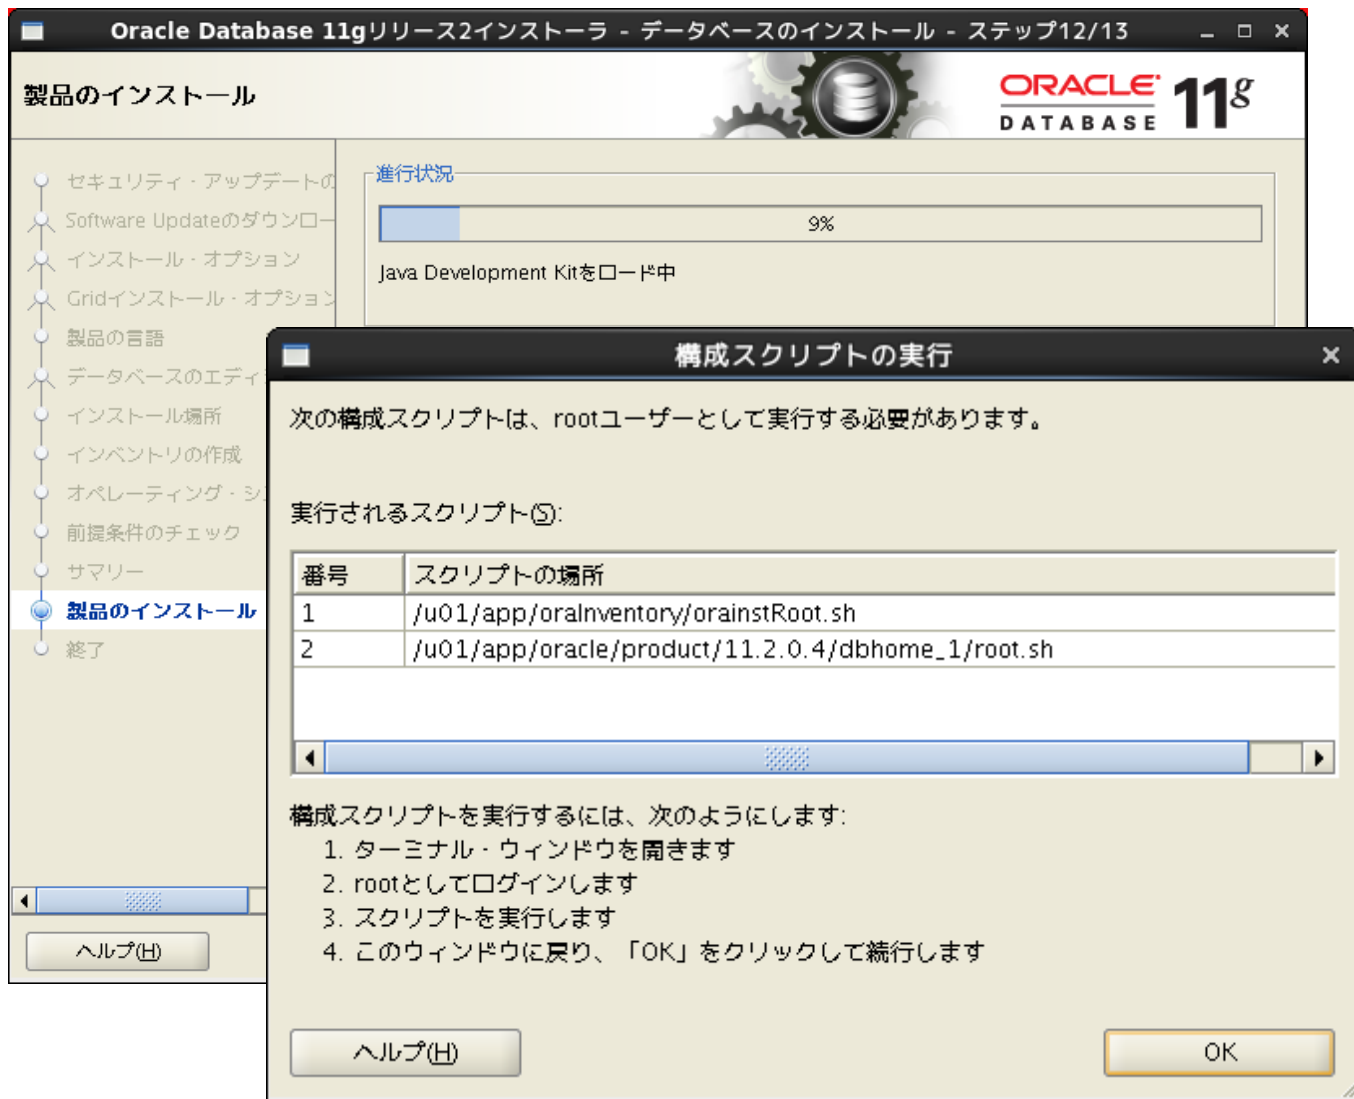 Oracle Database 11gリリース2インストーラ - データベースのインストール - ステップ12/13
製品のインストール
ORACLE
DATABASE
11g
セキュリティ・アップデートの
Software Updateのダウンロー
インストール・オプション
Gridインストール・オプション
製品の言語
データベースのエディ
インストール場所
インベントリの作成
オペレーティング・シ
前提条件のチェック
サマリー
製品のインストール
終了
ヘルプ(H)
進行状況
9%
Java Development Kitをロード中
構成スクリプトの実行
次の構成スクリプトは、rootユーザーとして実行する必要があります。
実行されるスクリプト(S):
番号 スクリプトの場所
1 /u01/app/oraInventory/orainstRoot.sh
2 /u01/app/oracle/product/11.2.0.4/dbhome_1/root.sh
構成スクリプトを実行するには、次のようにします:
1. ターミナル・ウィンドウを開きます
2. rootとしてログインします
3. スクリプトを実行します
4. このウィンドウに戻り、「OK」をクリックして続行します
ヘルプ(H)
OK